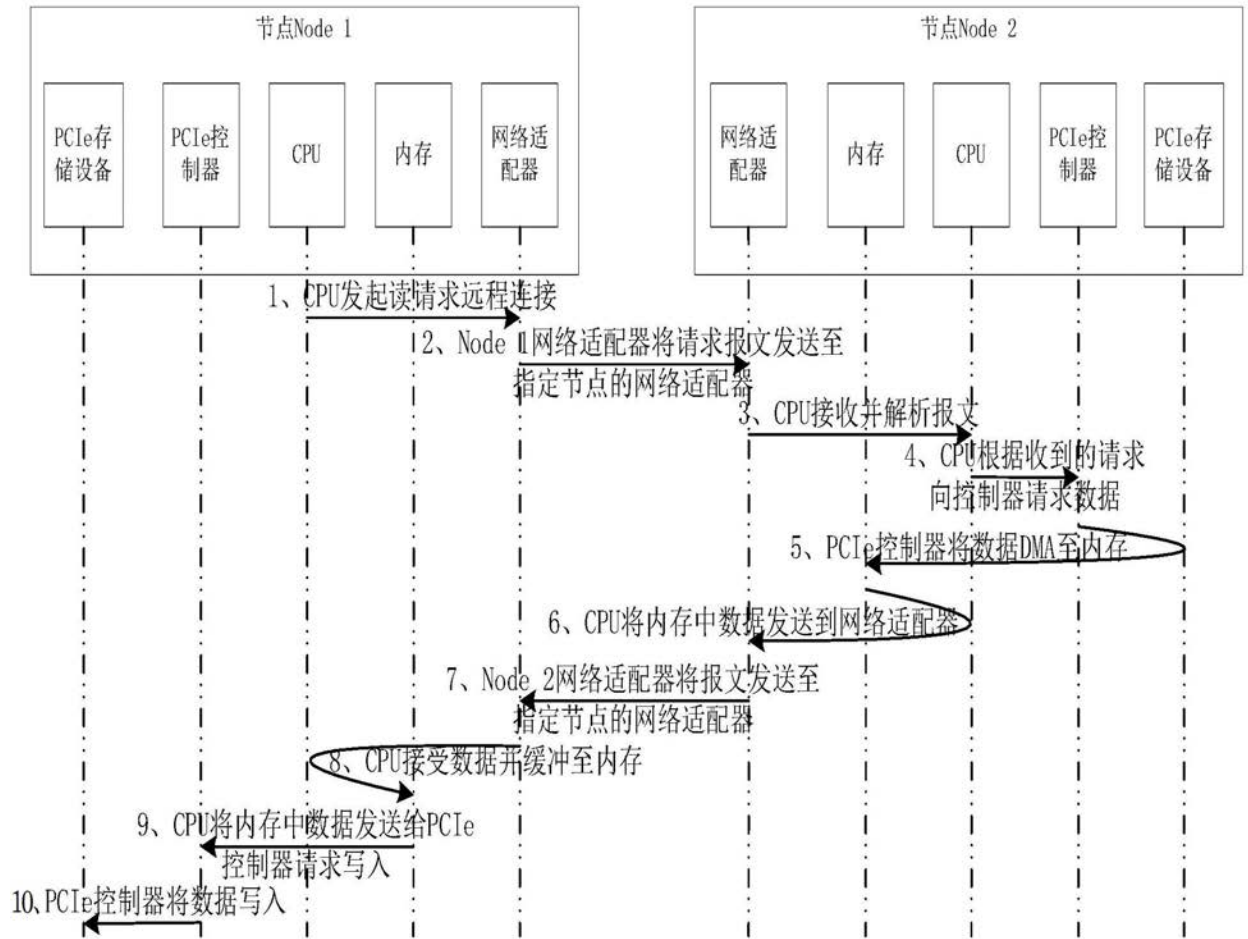 节点Node 1
节点Node 2
PCIe存
储设备
PCIe控
制器
CPU
内存
网络适
配器
网络适
配器
内存
CPU
PCIe控
制器
PCIe存
储设备
1、CPU发起读请求远程连接
2、Node 1网络适配器将请求报文发送至
指定节点的网络适配器
3、CPU接收并解析报文
4、CPU根据收到的请求
向控制器请求数据
5、PCIe控制器将数据DMA至内存
6、CPU将内存中数据发送到网络适配器
7、Node 2网络适配器将报文发送至
指定节点的网络适配器
8、CPU接受数据并缓冲至内存
9、CPU将内存中数据发送给PCIe
控制器请求写入
10、PCIe控制器将数据写入